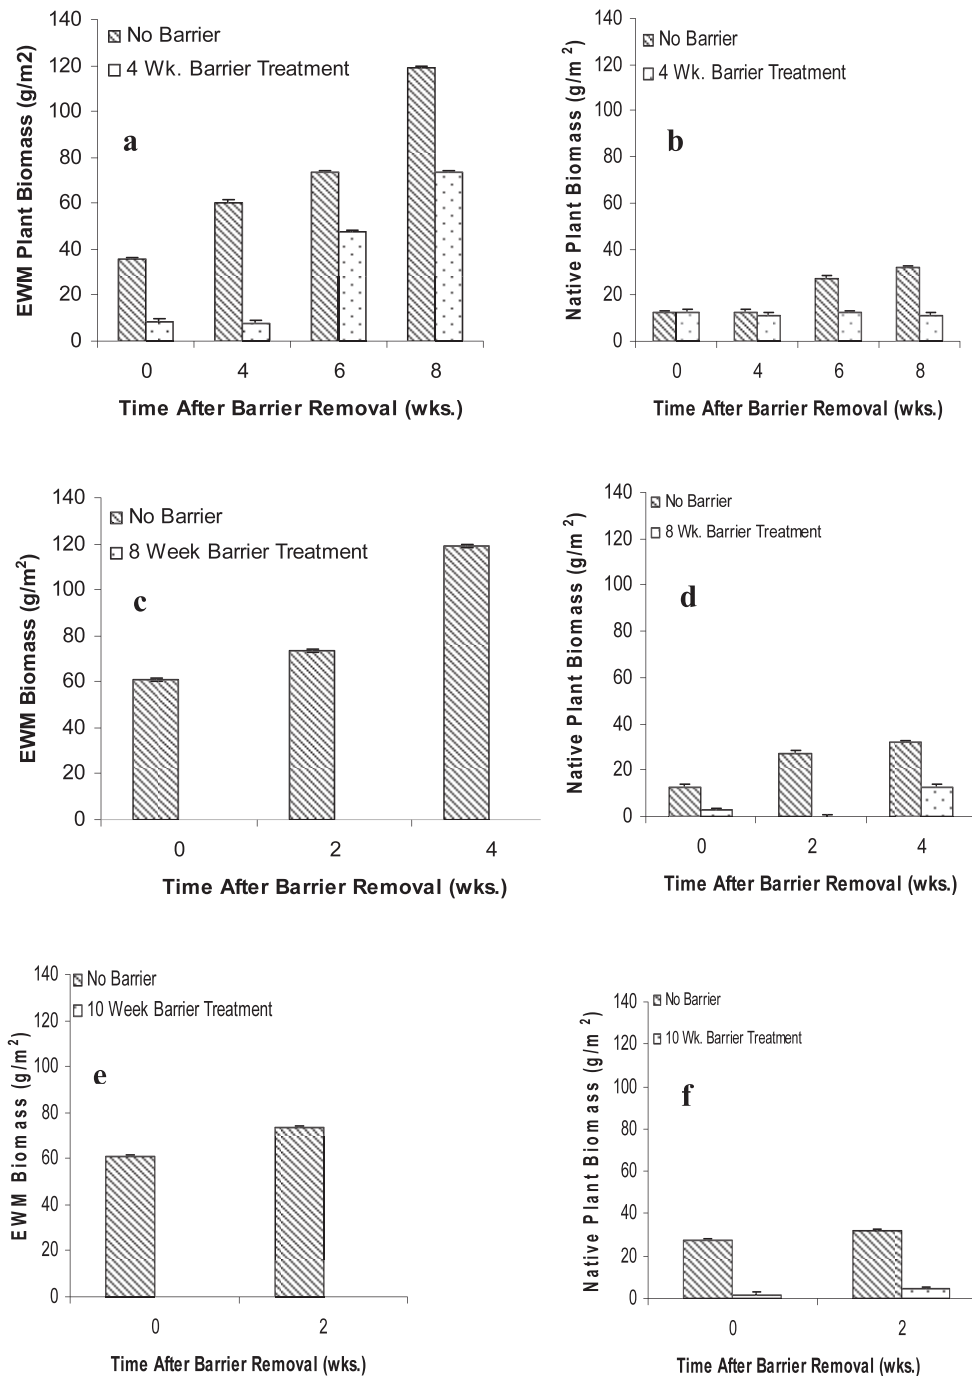 140
120
100
80
60
40
20
0
EWM Plant Biomass (g/m2)
No Barrier
4 Wk. Barrier Treatment
a
0 4 6 8
Time After Barrier Removal (wks.)
140
120
100
80
60
40
20
0
Native Plant Biomass (g/m²)
No Barrier
4 Wk. Barrier Treatment
b
0 4 6 8
Time After Barrier Removal (wks.)
140
120
100
80
60
40
20
0
EWM Biomass (g/m²)
No Barrier
8 Week Barrier Treatment
c
0 2 4
Time After Barrier Removal (wks.)
140
120
100
80
60
40
20
0
Native Plant Biomass (g/m²)
No Barrier
8 Wk. Barrier Treatment
d
0 2 4
Time After Barrier Removal (wks.)
140
120
100
80
60
40
20
0
EWM Biomass (g/m²)
No Barrier
10 Week Barrier Treatment
e
0 2
Time After Barrier Removal (wks.)
140
120
100
80
60
40
20
0
Native Plant Biomass (g/m²)
No Barrier
10 Wk. Barrier Treatment
f
0 2
Time After Barrier Removal (wks.)